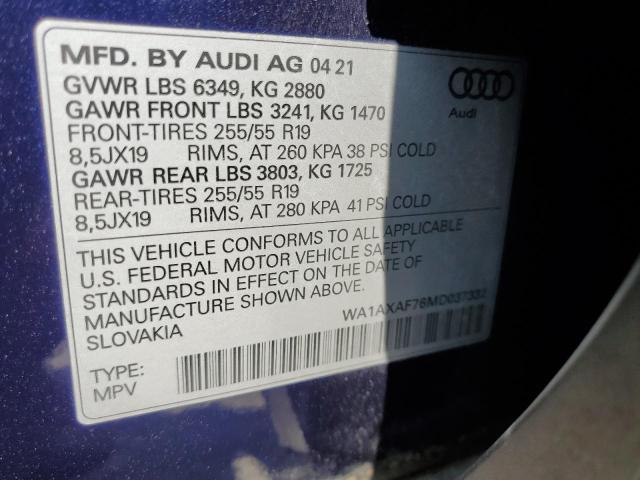 MFD. BY AUDI AG 04 21
GVWR LBS 6349, KG 2880
GAWR FRONT LBS 3241, KG 1470
FRONT-TIRES 255/55 R19
8,5JX19 RIMS, AT 260 KPA 38 PSI COLD
GAWR REAR LBS 3803, KG 1725
REAR-TIRES 255/55 R19
8,5JX19 RIMS, AT 280 KPA 41 PSI COLD
Audi
THIS VEHICLE CONFORMS TO ALL APPLICABLE
U.S. FEDERAL MOTOR VEHICLE SAFETY
STANDARDS IN EFFECT ON THE DATE OF
MANUFACTURE SHOWN ABOVE.
SLOVAKIA
WA1AXAF76MD037332
TYPE:
MPV